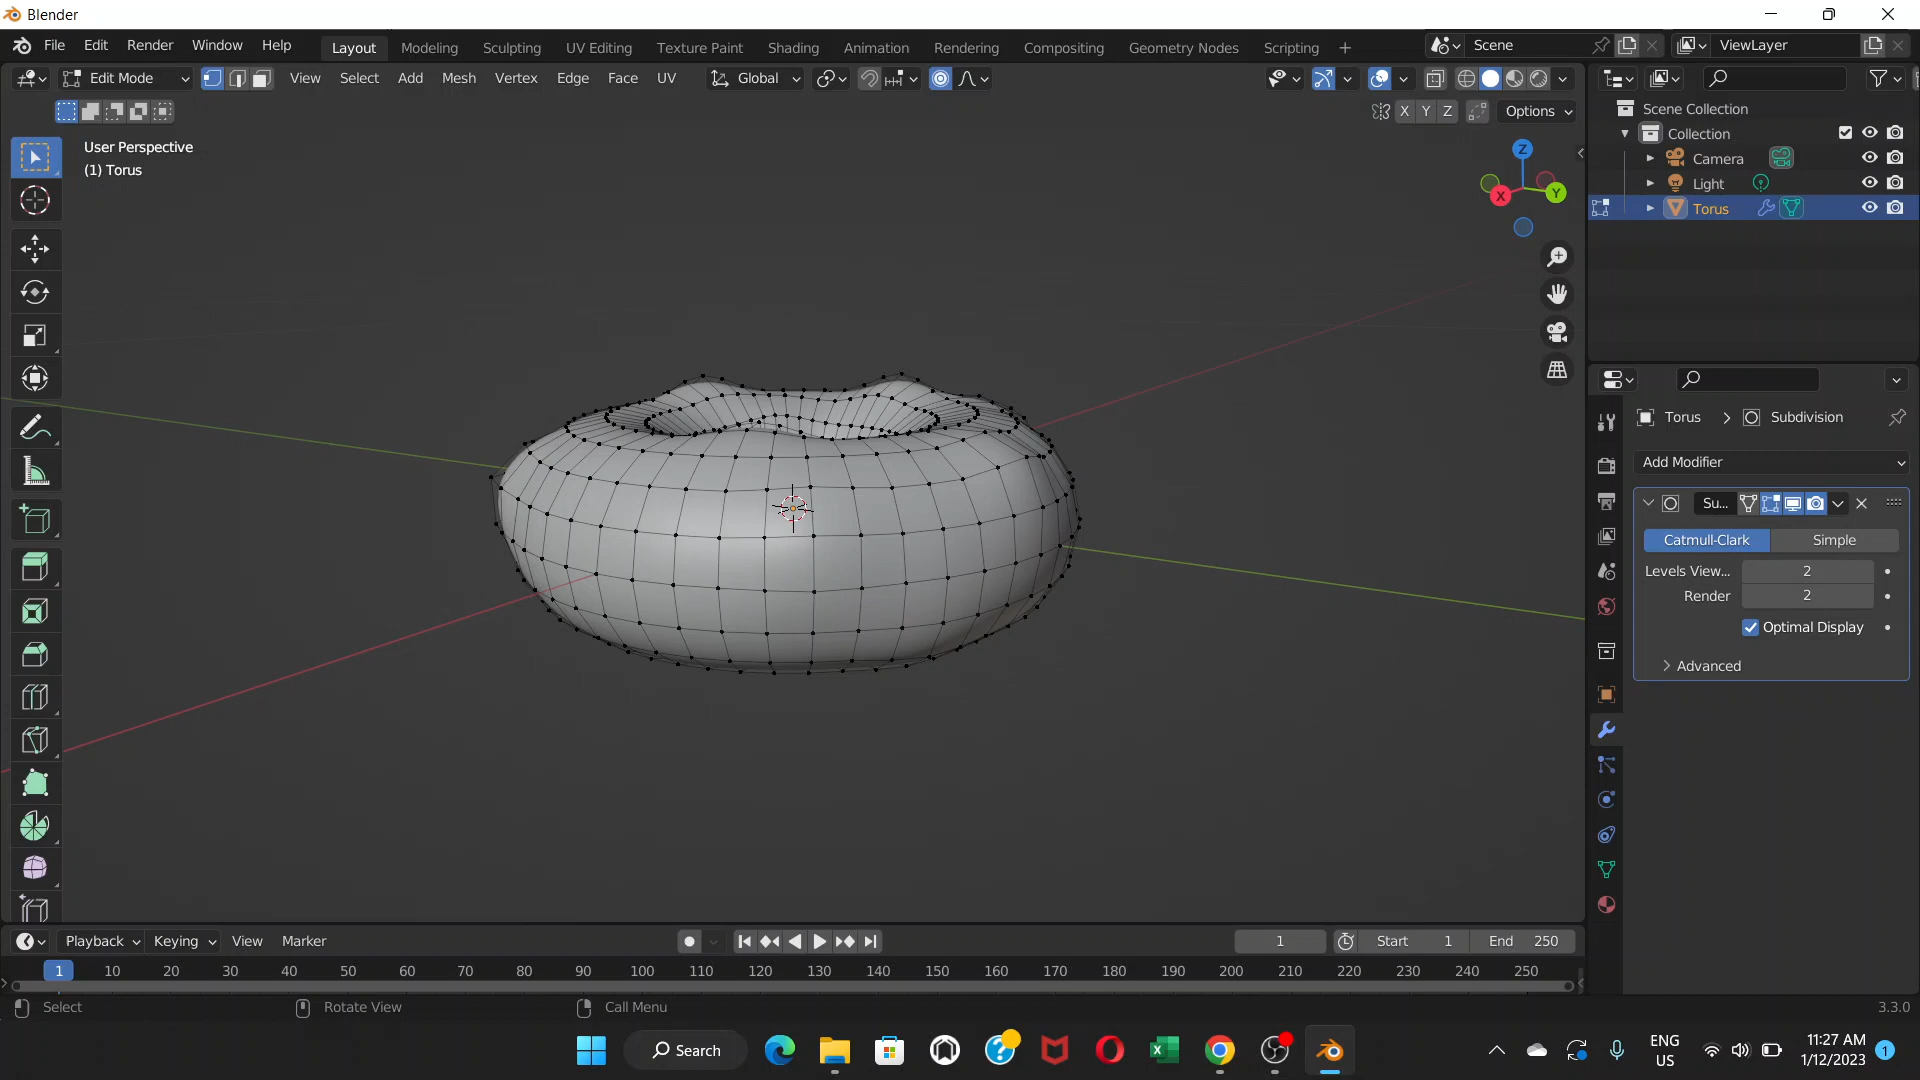 Blender
File Edit Render Window Help Layout Modeling Sculpting UV Editing Texture Paint Shading Animation Rendering Compositing Geometry Nodes Scripting + Scene ViewLayer
Edit Mode View Select Add Mesh Vertex Edge Face UV Global
X Y Z Options
User Perspective
(1) Torus
Z
X
Y
Scene Collection
Collection
Camera
Light
Torus
Torus > Subdivision
Add Modifier
Su...
Catmull-Clark Simple
Levels View... 2
Render 2
Optimal Display
Advanced
Playback Keying View Marker 1 Start 1 End 250
1 10 20 30 40 50 60 70 80 90 100 110 120 130 140 150 160 170 180 190 200 210 220 230 240 250
Select Rotate View Call Menu 3.3.0
Search
ENG
US
11:27 AM
1/12/2023
1